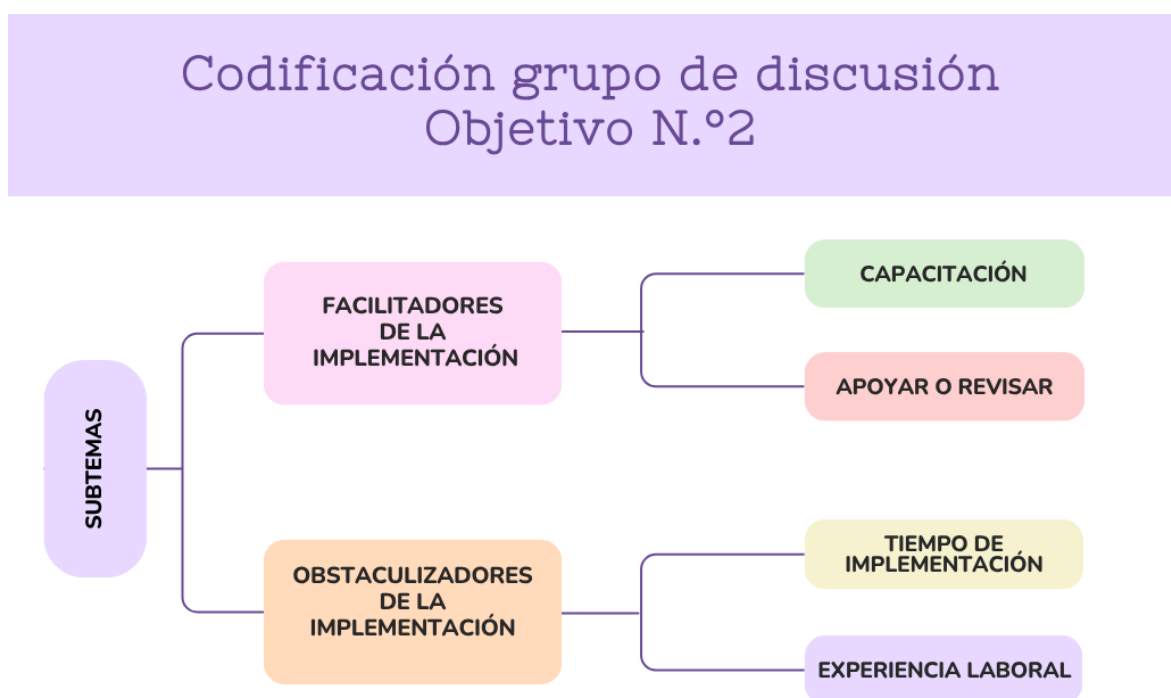 Codificación grupo de discusión
Objetivo N.°2
SUBTEMAS
FACILITADORES
DE LA
IMPLEMENTACIÓN
CAPACITACIÓN
APOYAR O REVISAR
OBSTACULIZADORES
DE LA
IMPLEMENTACIÓN
TIEMPO DE
IMPLEMENTACIÓN
EXPERIENCIA LABORAL